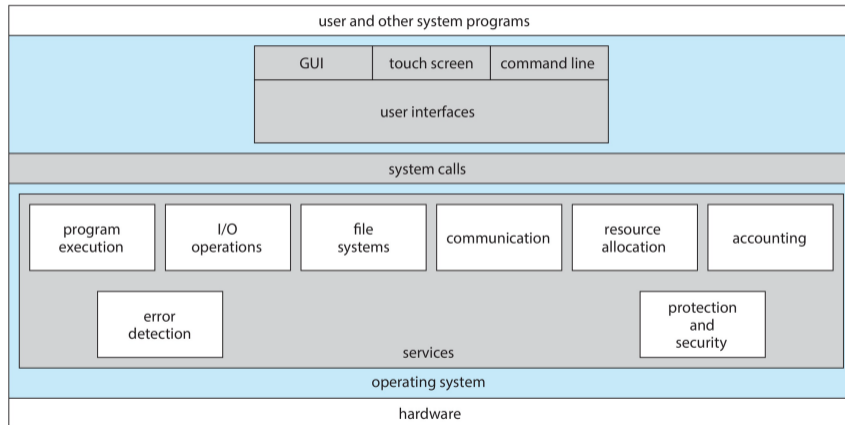 user and other system programs
GUI
touch screen
command line
user interfaces
system calls
program
execution
I/O
operations
file
systems
communication
resource
allocation
accounting
error
detection
protection
and
security
services
operating system
hardware